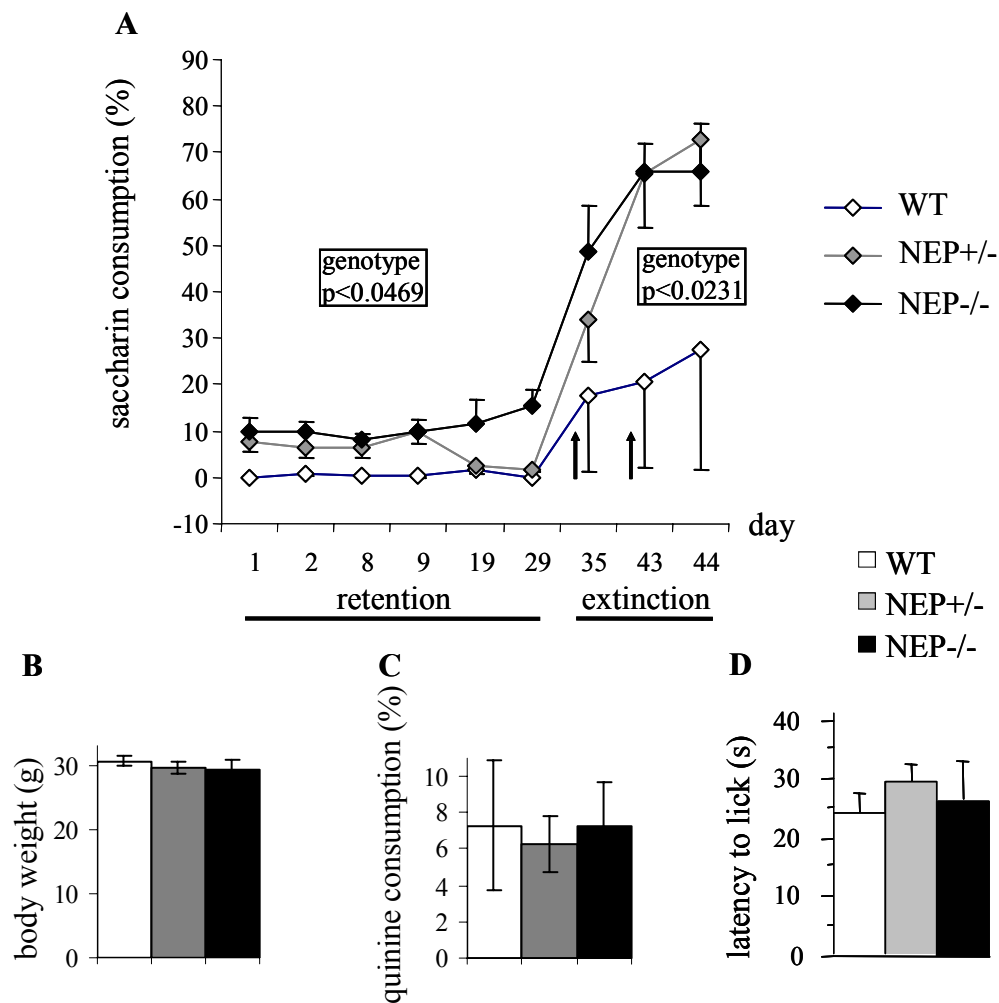 A
saccharin consumption (%)
90
80
70
60
50
40
30
20
10
0
-10
genotype
p<0.0469
genotype
p<0.0231
WT
NEP+/-
NEP-/-
day
1 2 8 9 19 29 35 43 44
retention extinction
WT
NEP+/-
NEP-/-
B
body weight (g)
30
20
10
0
C
quinine consumption (%)
10
8
6
4
2
0
D
latency to lick (s)
40
30
20
10
0